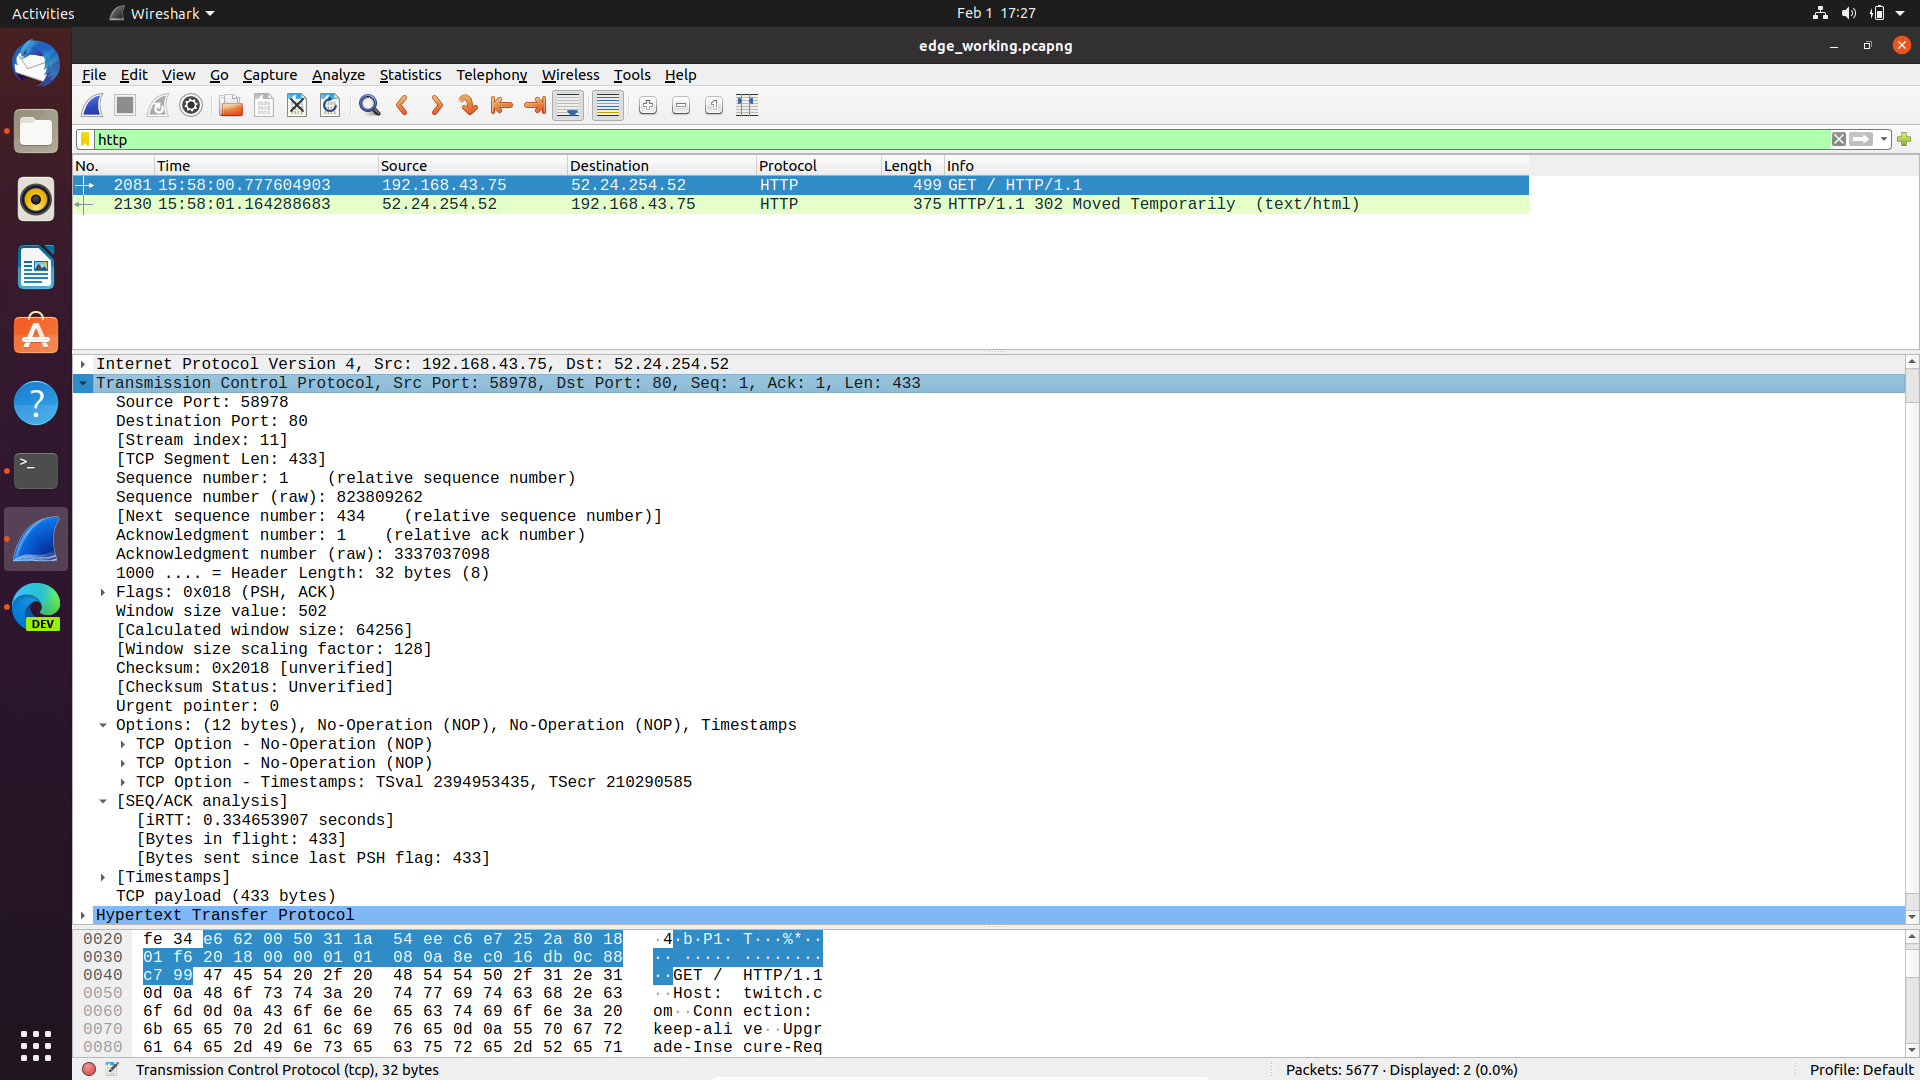 Activities Wireshark Feb 1 17:27
edge_working.pcapng
File Edit View Go Capture Analyze Statistics Telephony Wireless Tools Help
http
No. Time Source Destination Protocol Length Info
2081 15:58:00.777604903 192.168.43.75 52.24.254.52 HTTP 499 GET / HTTP/1.1
2130 15:58:01.164288683 52.24.254.52 192.168.43.75 HTTP 375 HTTP/1.1 302 Moved Temporarily (text/html)
Internet Protocol Version 4, Src: 192.168.43.75, Dst: 52.24.254.52
Transmission Control Protocol, Src Port: 58978, Dst Port: 80, Seq: 1, Ack: 1, Len: 433
Source Port: 58978
Destination Port: 80
[Stream index: 11]
[TCP Segment Len: 433]
Sequence number: 1 (relative sequence number)
Sequence number (raw): 823809262
[Next sequence number: 434 (relative sequence number)]
Acknowledgment number: 1 (relative ack number)
Acknowledgment number (raw): 3337037098
1000 .... = Header Length: 32 bytes (8)
Flags: 0x018 (PSH, ACK)
Window size value: 502
[Calculated window size: 64256]
[Window size scaling factor: 128]
Checksum: 0x2018 [unverified]
[Checksum Status: Unverified]
Urgent pointer: 0
Options: (12 bytes), No-Operation (NOP), No-Operation (NOP), Timestamps
TCP Option - No-Operation (NOP)
TCP Option - No-Operation (NOP)
TCP Option - Timestamps: TSval 2394953435, TSecr 210290585
[SEQ/ACK analysis]
[iRTT: 0.334653907 seconds]
[Bytes in flight: 433]
[Bytes sent since last PSH flag: 433]
[Timestamps]
TCP payload (433 bytes)
Hypertext Transfer Protocol
DEV
0020 fe 34 e6 62 00 50 31 1a 54 ee c6 e7 25 2a 80 18 ·4·b·P1· T···%*··
0030 01 f6 20 18 00 00 01 01 08 0a 8e c0 16 db 0c 88 ·· ····· ········
0040 c7 99 47 45 54 20 2f 20 48 54 54 50 2f 31 2e 31 ··GET / HTTP/1.1
0050 0d 0a 48 6f 73 74 3a 20 74 77 69 74 63 68 2e 63 ··Host: twitch.c
0060 6f 6d 0d 0a 43 6f 6e 6e 65 63 74 69 6f 6e 3a 20 om··Conn ection:
0070 6b 65 65 70 2d 61 6c 69 76 65 0d 0a 55 70 67 72 keep-ali ve··Upgr
0080 61 64 65 2d 49 6e 73 65 63 75 72 65 2d 52 65 71 ade-Inse cure-Req
Transmission Control Protocol (tcp), 32 bytes Packets: 5677 · Displayed: 2 (0.0%) Profile: Default